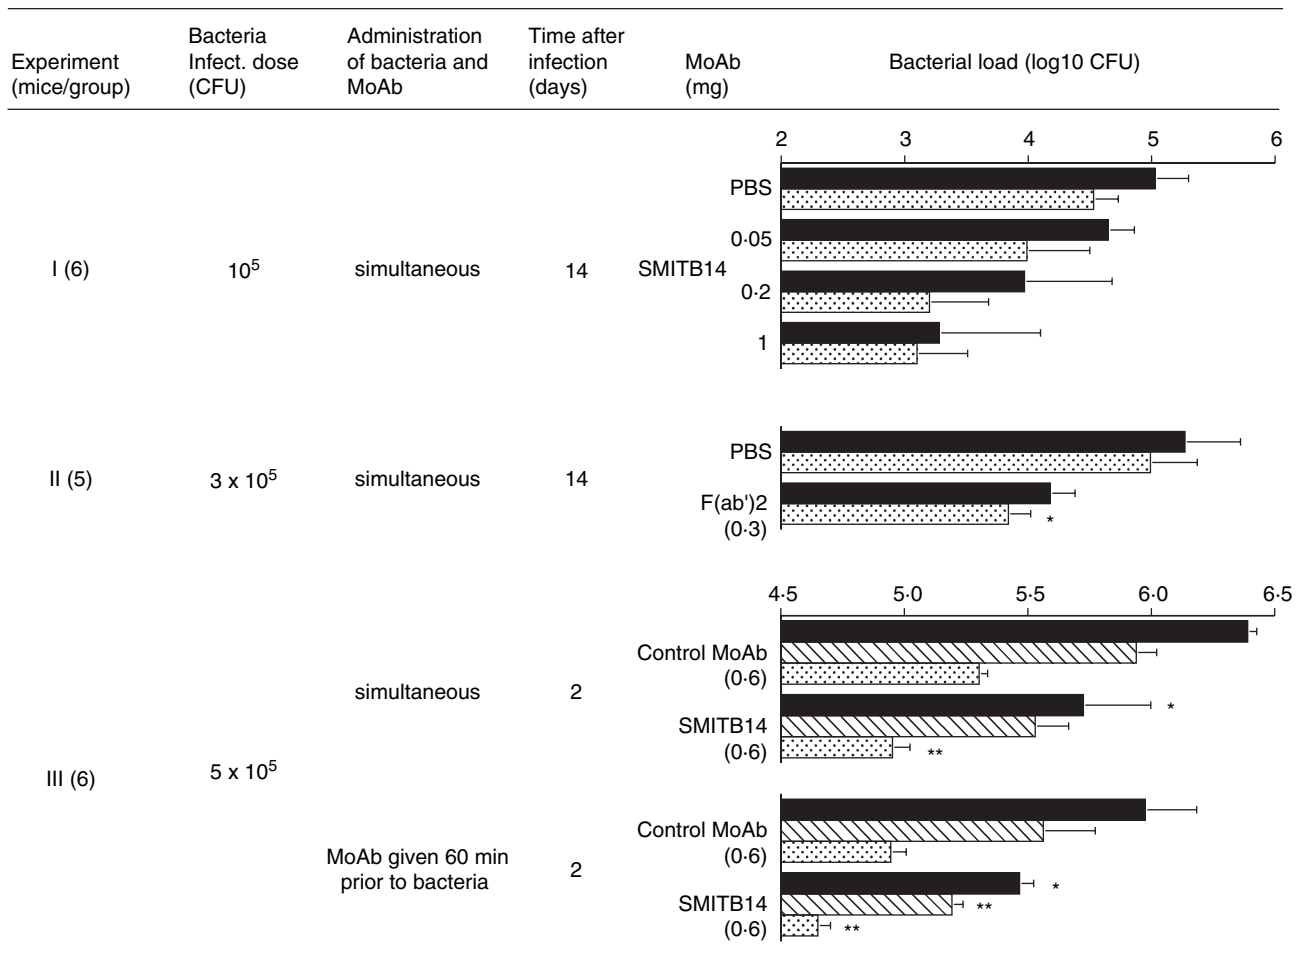 Experiment
(mice/group)
Bacteria
Infect. dose
(CFU)
Administration
of bacteria and
MoAb
Time after
infection
(days)
MoAb
(mg)
Bacterial load (log10 CFU)
2 3 4 5 6
I (6)
10⁵
simultaneous
14
SMITB14
PBS
0·05
0·2
1
II (5)
3 x 10⁵
simultaneous
14
PBS
F(ab')2
(0·3)
*
4·5 5·0 5·5 6·0 6·5
III (6)
5 x 10⁵
simultaneous
2
Control MoAb
(0·6)
SMITB14
(0·6)
*
**
MoAb given 60 min
prior to bacteria
2
Control MoAb
(0·6)
SMITB14
(0·6)
*
**
**